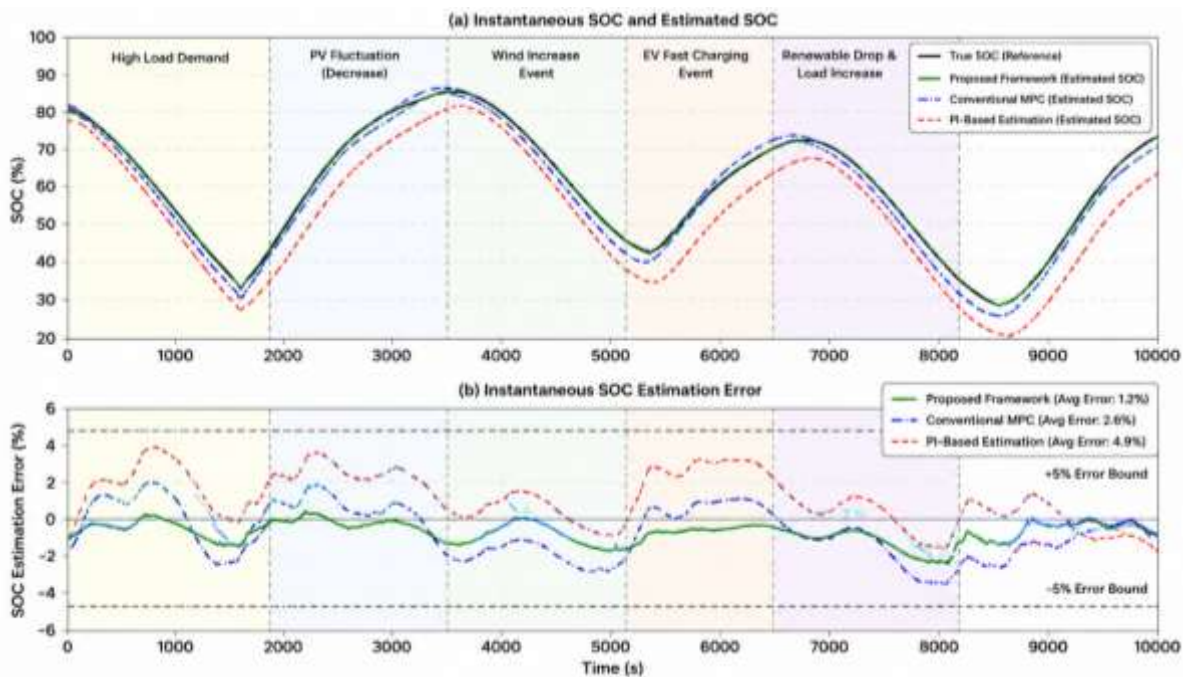 (a) Instantaneous SOC and Estimated SOC
100
90
80
70
60
50
40
30
20
SOC (%)
High Load Demand
PV Fluctuation
(Decrease)
Wind Increase
Event
EV Fast Charging
Event
Renewable Drop &
Load Increase
True SOC (Reference)
Proposed Framework (Estimated SOC)
Conventional MPC (Estimated SOC)
PI-Based Estimation (Estimated SOC)
0 1000 2000 3000 4000 5000 6000 7000 8000 9000 10000
(b) Instantaneous SOC Estimation Error
6
4
2
0
−2
−4
−6
SOC Estimation Error (%)
Proposed Framework (Avg Error: 1.2%)
Conventional MPC (Avg Error: 2.6%)
PI-Based Estimation (Avg Error: 4.9%)
+5% Error Bound
−5% Error Bound
0 1000 2000 3000 4000 5000 6000 7000 8000 9000 10000
Time (s)